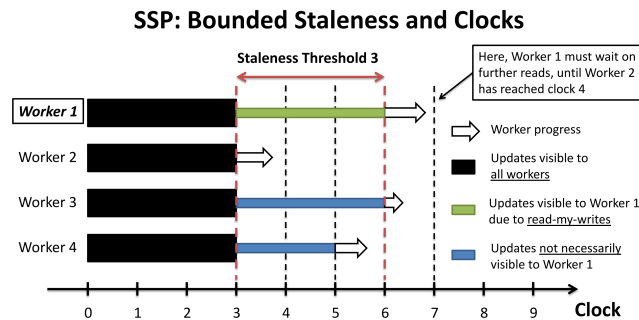 SSP: Bounded Staleness and Clocks
Staleness Threshold 3
Here, Worker 1 must wait on
further reads, until Worker 2
has reached clock 4
Worker 1
Worker 2
Worker 3
Worker 4
Worker progress
Updates visible to
all workers
Updates visible to Worker 1
due to read-my-writes
Updates not necessarily
visible to Worker 1
0 1 2 3 4 5 6 7 8 9 Clock